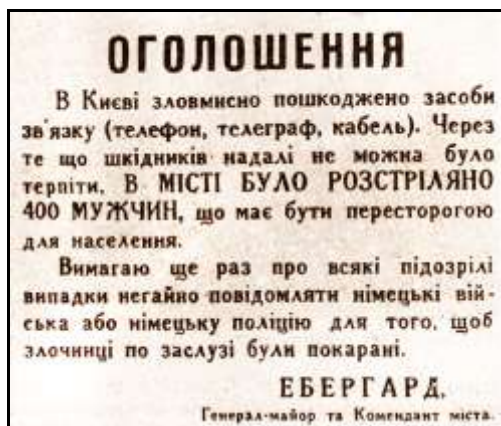 ОГОЛОШЕННЯ
В Києві зловмисно пошкоджено засоби
зв'язку (телефон, телеграф, кабель). Через
те що шкідників надалі не можна було
терпіти, В МІСТІ БУЛО РОЗСТРІЛЯНО
400 МУЖЧИН, що має бути пересторогою
для населення.
Вимагаю ще раз про всякі підозрілі
випадки негайно повідомляти німецькі вій-
ська або німецьку поліцію для того, щоб
злочинці по заслузі були покарані.
ЕБЕРГАРД,
Генерал-майор та Комендант міста.